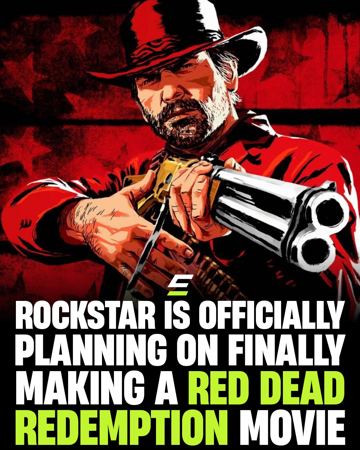 ROCKSTAR IS OFFICIALLY
PLANNING ON FINALLY
MAKING A RED DEAD
REDEMPTION MOVIE